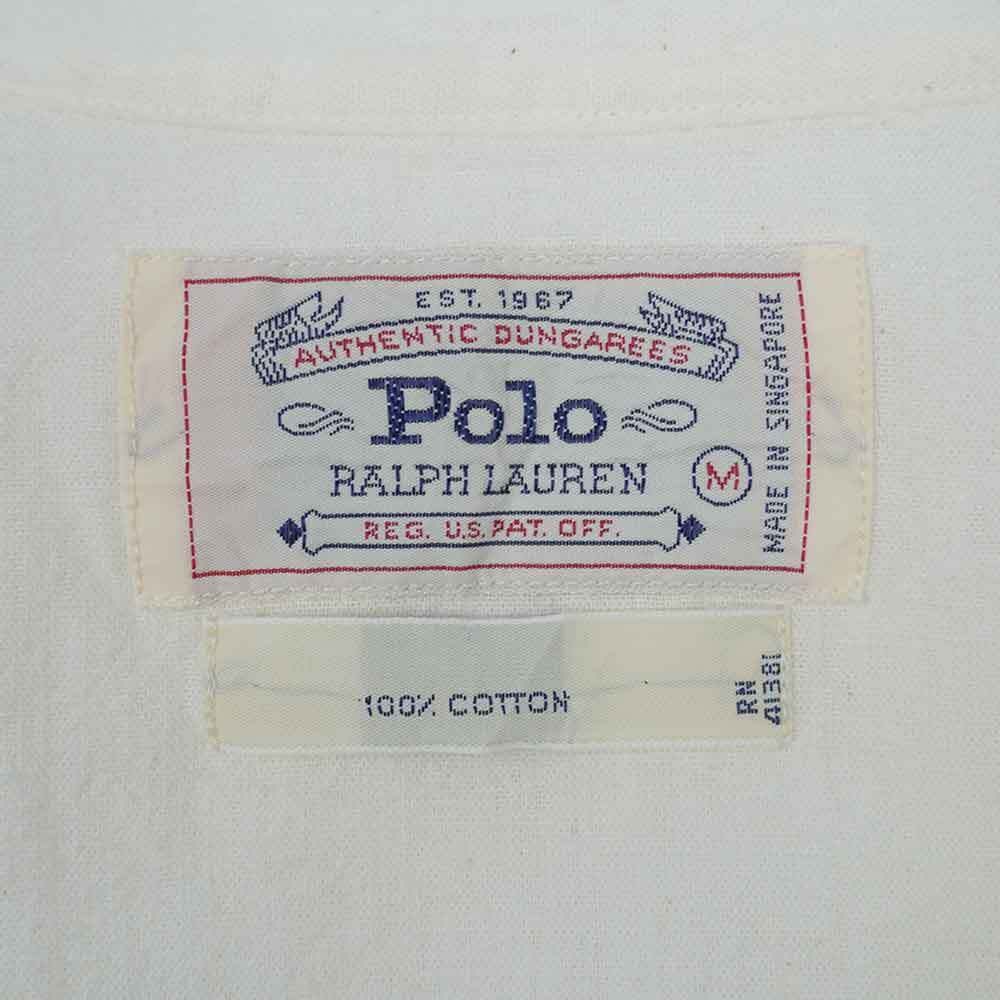 EST. 1967
AUTHENTIC DUNGAREES
Polo
RALPH LAUREN
M
REG. U.S. PAT. OFF.
MADE IN SINGAPORE
100% COTTON
RN
41381